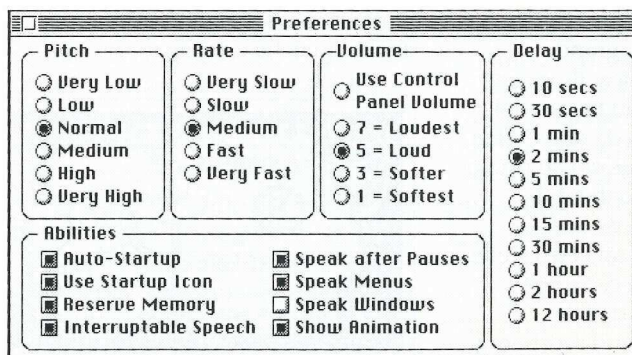 Preferences
Pitch
Very Low
Low
Normal
Medium
High
Very High
Rate
Very Slow
Slow
Medium
Fast
Very Fast
Volume
Use Control
Panel Volume
7 = Loudest
5 = Loud
3 = Softer
1 = Softest
Delay
10 secs
30 secs
1 min
2 mins
5 mins
10 mins
15 mins
30 mins
1 hour
2 hours
12 hours
Abilities
Auto-Startup
Use Startup Icon
Reserve Memory
Interruptable Speech
Speak after Pauses
Speak Menus
Speak Windows
Show Animation